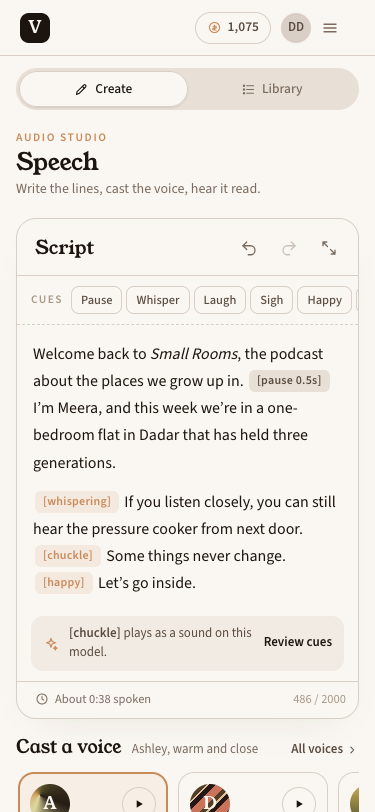 V
1,075
DD
Create
Library
AUDIO STUDIO
Speech
Write the lines, cast the voice, hear it read.
Script
CUES Pause Whisper Laugh Sigh Happy
Welcome back to Small Rooms, the podcast
about the places we grow up in. [pause 0.5s]
I’m Meera, and this week we’re in a one-
bedroom flat in Dadar that has held three
generations.
[whispering] If you listen closely, you can still
hear the pressure cooker from next door.
[chuckle] Some things never change.
[happy] Let’s go inside.
[chuckle] plays as a sound on this
model.
Review cues
About 0:38 spoken
486 / 2000
Cast a voice
Ashley, warm and close
All voices
A
D